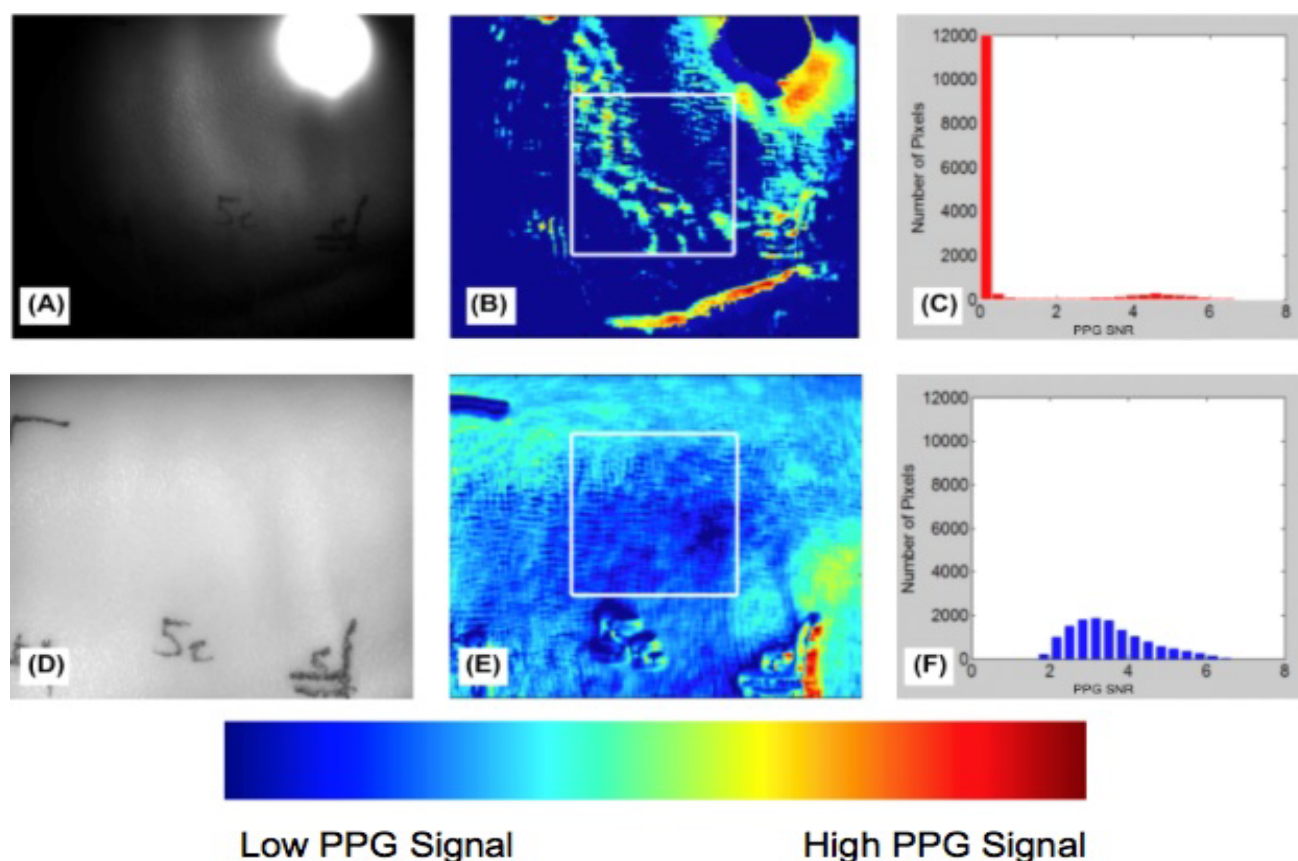 5c
(A)
(B)
12000
10000
8000
6000
4000
2000
0
Number of Pixels
0 2 4 6 8
PPG SNR
(C)
5c
(D)
(E)
12000
10000
8000
6000
4000
2000
0
Number of Pixels
0 2 4 6 8
PPG SNR
(F)
Low PPG Signal High PPG Signal